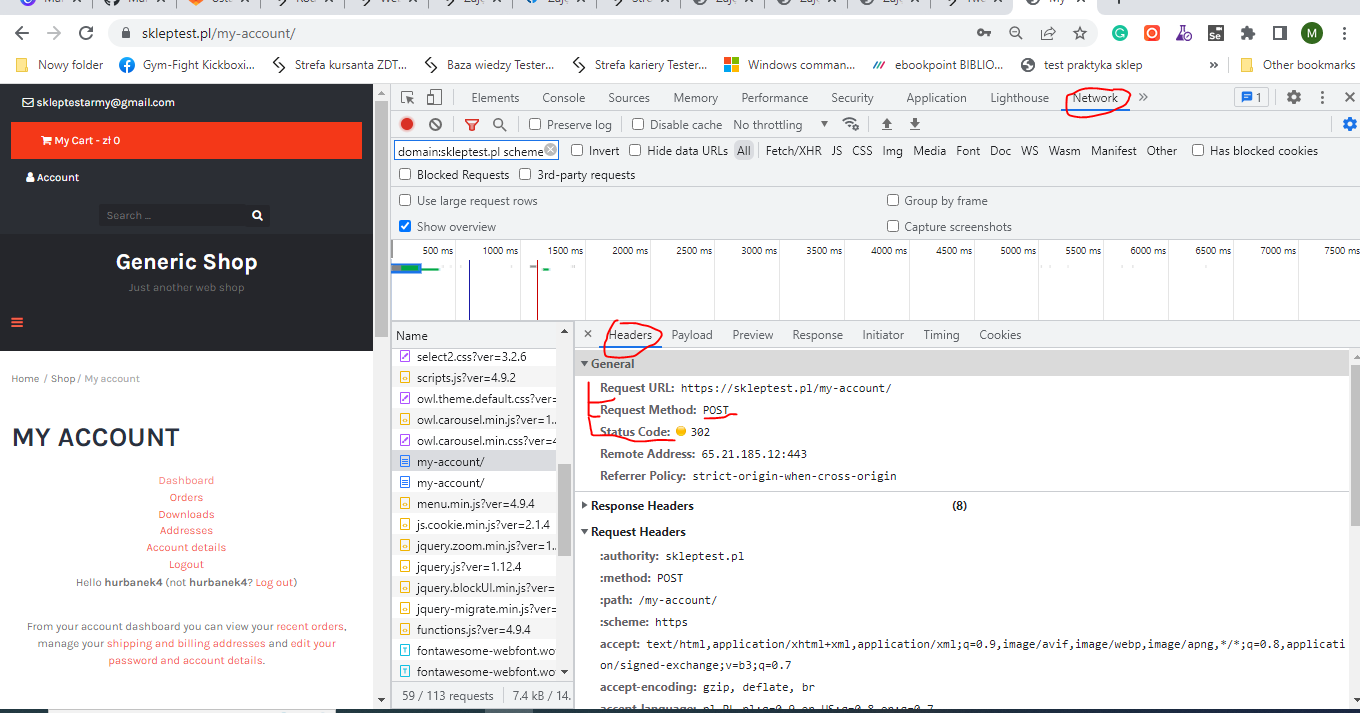 skleptest.pl/my-account/
M
Nowy folder
Gym-Fight Kickboxi...
Strefa kursanta ZDT...
Baza wiedzy Tester...
Strefa kariery Tester...
Windows comman...
ebookpoint BIBLIO...
test praktyka sklep
»
Other bookmarks
skleptestarmy@gmail.com
My Cart - zł 0
Account
Search ...
Generic Shop
Just another web shop
Home / Shop / My account
MY ACCOUNT
Dashboard
Orders
Downloads
Addresses
Account details
Logout
Hello hurbanek4 (not hurbanek4? Log out)
From your account dashboard you can view your recent orders,
manage your shipping and billing addresses and edit your
password and account details.
Elements Console Sources Memory Performance Security Application Lighthouse Network » 1
Preserve log Disable cache No throttling
domain:skleptest.pl scheme Invert Hide data URLs All Fetch/XHR JS CSS Img Media Font Doc WS Wasm Manifest Other Has blocked cookies
Blocked Requests 3rd-party requests
Use large request rows Group by frame
Show overview Capture screenshots
500 ms 1000 ms 1500 ms 2000 ms 2500 ms 3000 ms 3500 ms 4000 ms 4500 ms 5000 ms 5500 ms 6000 ms 6500 ms 7000 ms 7500 ms
Name
select2.css?ver=3.2.6
scripts.js?ver=4.9.2
owl.theme.default.css?ver=
owl.carousel.min.js?ver=1...
owl.carousel.min.css?ver=4
my-account/
my-account/
menu.min.js?ver=4.9.4
js.cookie.min.js?ver=2.1.4
jquery.zoom.min.js?ver=1...
jquery.js?ver=1.12.4
jquery.blockUI.min.js?ver=
jquery-migrate.min.js?ver=
functions.js?ver=4.9.4
fontawesome-webfont.wo
fontawesome-webfont.wo
59 / 113 requests 7.4 kB / 14.
Headers Payload Preview Response Initiator Timing Cookies
General
Request URL: https://skleptest.pl/my-account/
Request Method: POST
Status Code: 302
Remote Address: 65.21.185.12:443
Referrer Policy: strict-origin-when-cross-origin
Response Headers (8)
Request Headers
:authority: skleptest.pl
:method: POST
:path: /my-account/
:scheme: https
accept: text/html,application/xhtml+xml,application/xml;q=0.9,image/avif,image/webp,image/apng,*/*;q=0.8,applicati
on/signed-exchange;v=b3;q=0.7
accept-encoding: gzip, deflate, br
accept-language: pl-PL,pl;q=0.9,en-US;q=0.8,en;q=0.7